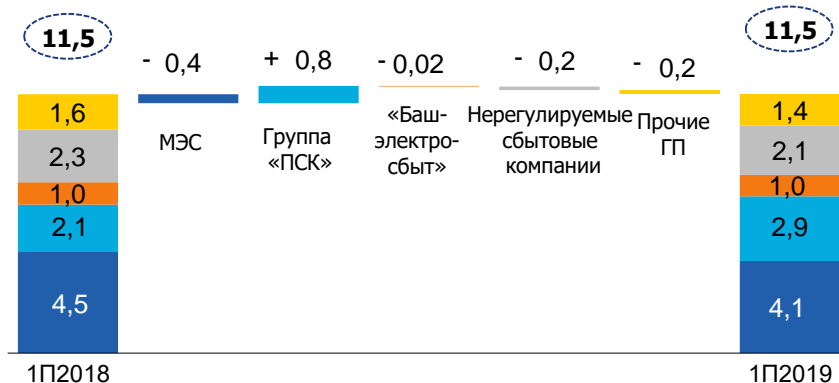 11,5
11,5
- 0,4
+ 0,8
- 0,02
- 0,2
- 0,2
1,6
2,3
1,0
2,1
4,5
МЭС
Группа
«ПСК»
«Баш-
электро-
сбыт»
Нерегулируемые
сбытовые
компании
Прочие
ГП
1,4
2,1
1,0
2,9
4,1
1П2018
1П2019